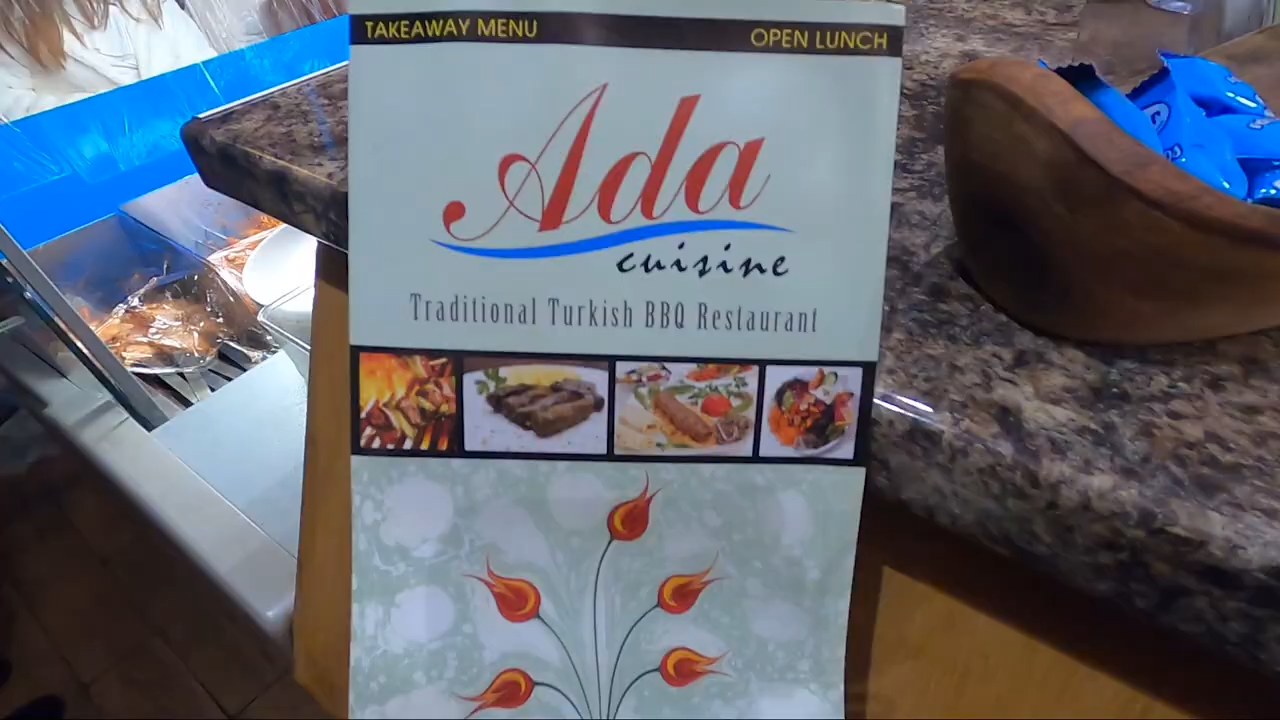 TAKEAWAY MENU OPEN LUNCH
Ada
cuisine
Traditional Turkish BBQ Restaurant